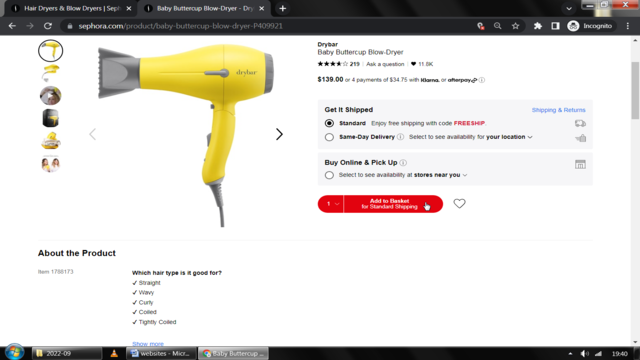 Hair Dryers & Blow Dryers | Sep
Baby Buttercup Blow-Dryer - Dr
sephora.com/product/baby-buttercup-blow-dryer-P409921
Incognito
drybar
Drybar
Baby Buttercup Blow-Dryer
219 | Ask a question | 11.8K
$139.00 or 4 payments of $34.75 with Klarna. or afterpay
Get It Shipped
Shipping & Returns
Standard Enjoy free shipping with code FREESHIP.
Same-Day Delivery Select to see availability for your location
Buy Online & Pick Up
Select to see availability at stores near you
1
Add to Basket
for Standard Shipping
About the Product
Item 1788173
Which hair type is it good for?
✓ Straight
✓ Wavy
✓ Curly
✓ Coiled
✓ Tightly Coiled
Show more
2022-09
websites - Micr...
Baby Buttercup ...
19:40